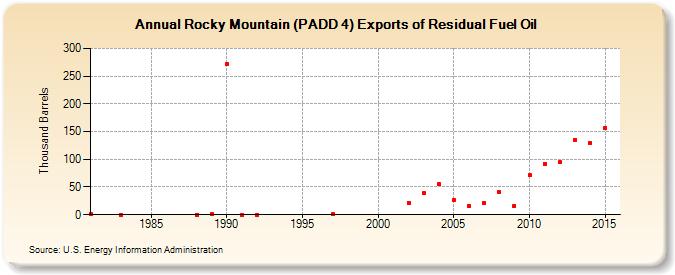 Annual Rocky Mountain (PADD 4) Exports of Residual Fuel Oil
Thousand Barrels
300
250
200
150
100
50
0
1985 1990 1995 2000 2005 2010 2015
Source: U.S. Energy Information Administration